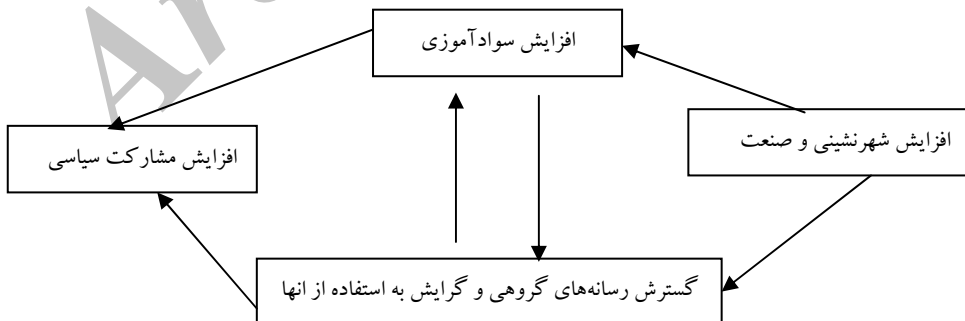 افزایش سوادآموزی
افزایش شهرنشینی و صنعت
افزایش مشارکت سیاسی
گسترش رسانه‌های گروهی و گرایش به استفاده از انها